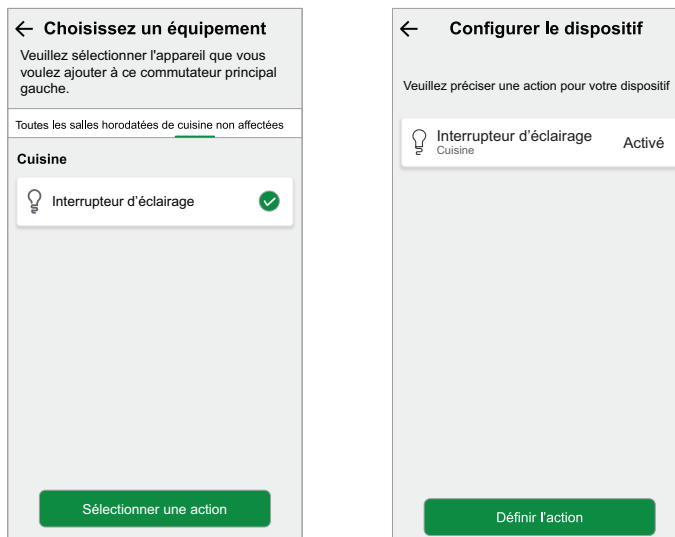 Choisissez un équipement
Veuillez sélectionner l'appareil que vous
voulez ajouter à ce commutateur principal
gauche.
Toutes les salles horodatées de cuisine non affectées
Cuisine
Interrupteur d'éclairage
Sélectionner une action
Configurer le dispositif
Veuillez préciser une action pour votre dispositif
Interrupteur d'éclairage
Cuisine
Activé
Définir l'action